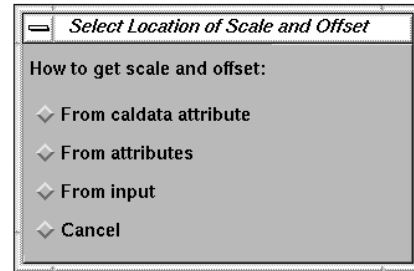 Select Location of Scale and Offset
How to get scale and offset:
From caldata attribute
From attributes
From input
Cancel